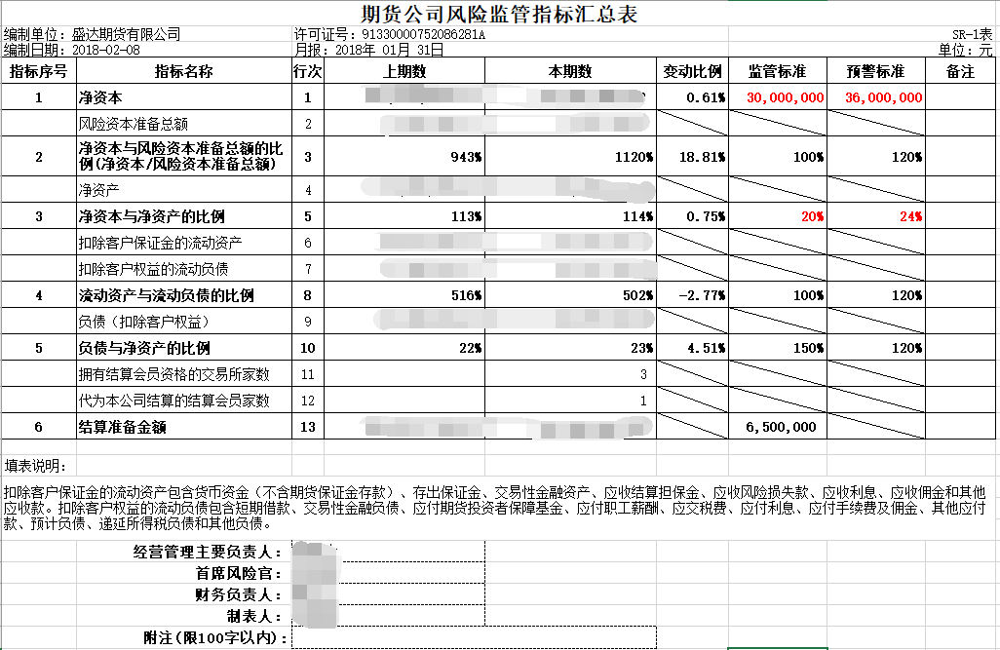 期货公司风险监管指标汇总表
编制单位: 盛达期货有限公司 许可证号: 91330000752086281A SR-1表
编制日期: 2018-02-08 月报: 2018年 01月 31日 单位: 元
指标序号 指标名称 行次 上期数 本期数 变动比例 监管标准 预警标准 备注
1 净资本 1 0.61% 30,000,000 36,000,000
风险资本准备总额 2
2 净资本与风险资本准备总额的比例(净资本/风险资本准备总额) 3 943% 1120% 18.81% 100% 120%
净资产 4
3 净资本与净资产的比例 5 113% 114% 0.75% 20% 24%
扣除客户保证金的流动资产 6
扣除客户权益的流动负债 7
4 流动资产与流动负债的比例 8 516% 502% -2.77% 100% 120%
负债（扣除客户权益） 9
5 负债与净资产的比例 10 22% 23% 4.51% 150% 120%
拥有结算会员资格的交易所家数 11 3
代为本公司结算的结算会员家数 12 1
6 结算准备金额 13 6,500,000
填表说明:
扣除客户保证金的流动资产包含货币资金（不含期货保证金存款）、存出保证金、交易性金融资产、应收结算担保金、应收风险损失款、应收利息、应收佣金和其他
应收款。扣除客户权益的流动负债包含短期借款、交易性金融负债、应付期货投资者保障基金、应付职工薪酬、应交税费、应付利息、应付手续费及佣金、其他应付
款、预计负债、递延所得税负债和其他负债。
经营管理主要负责人:
首席风险官:
财务负责人:
制表人:
附注(限100字以内):